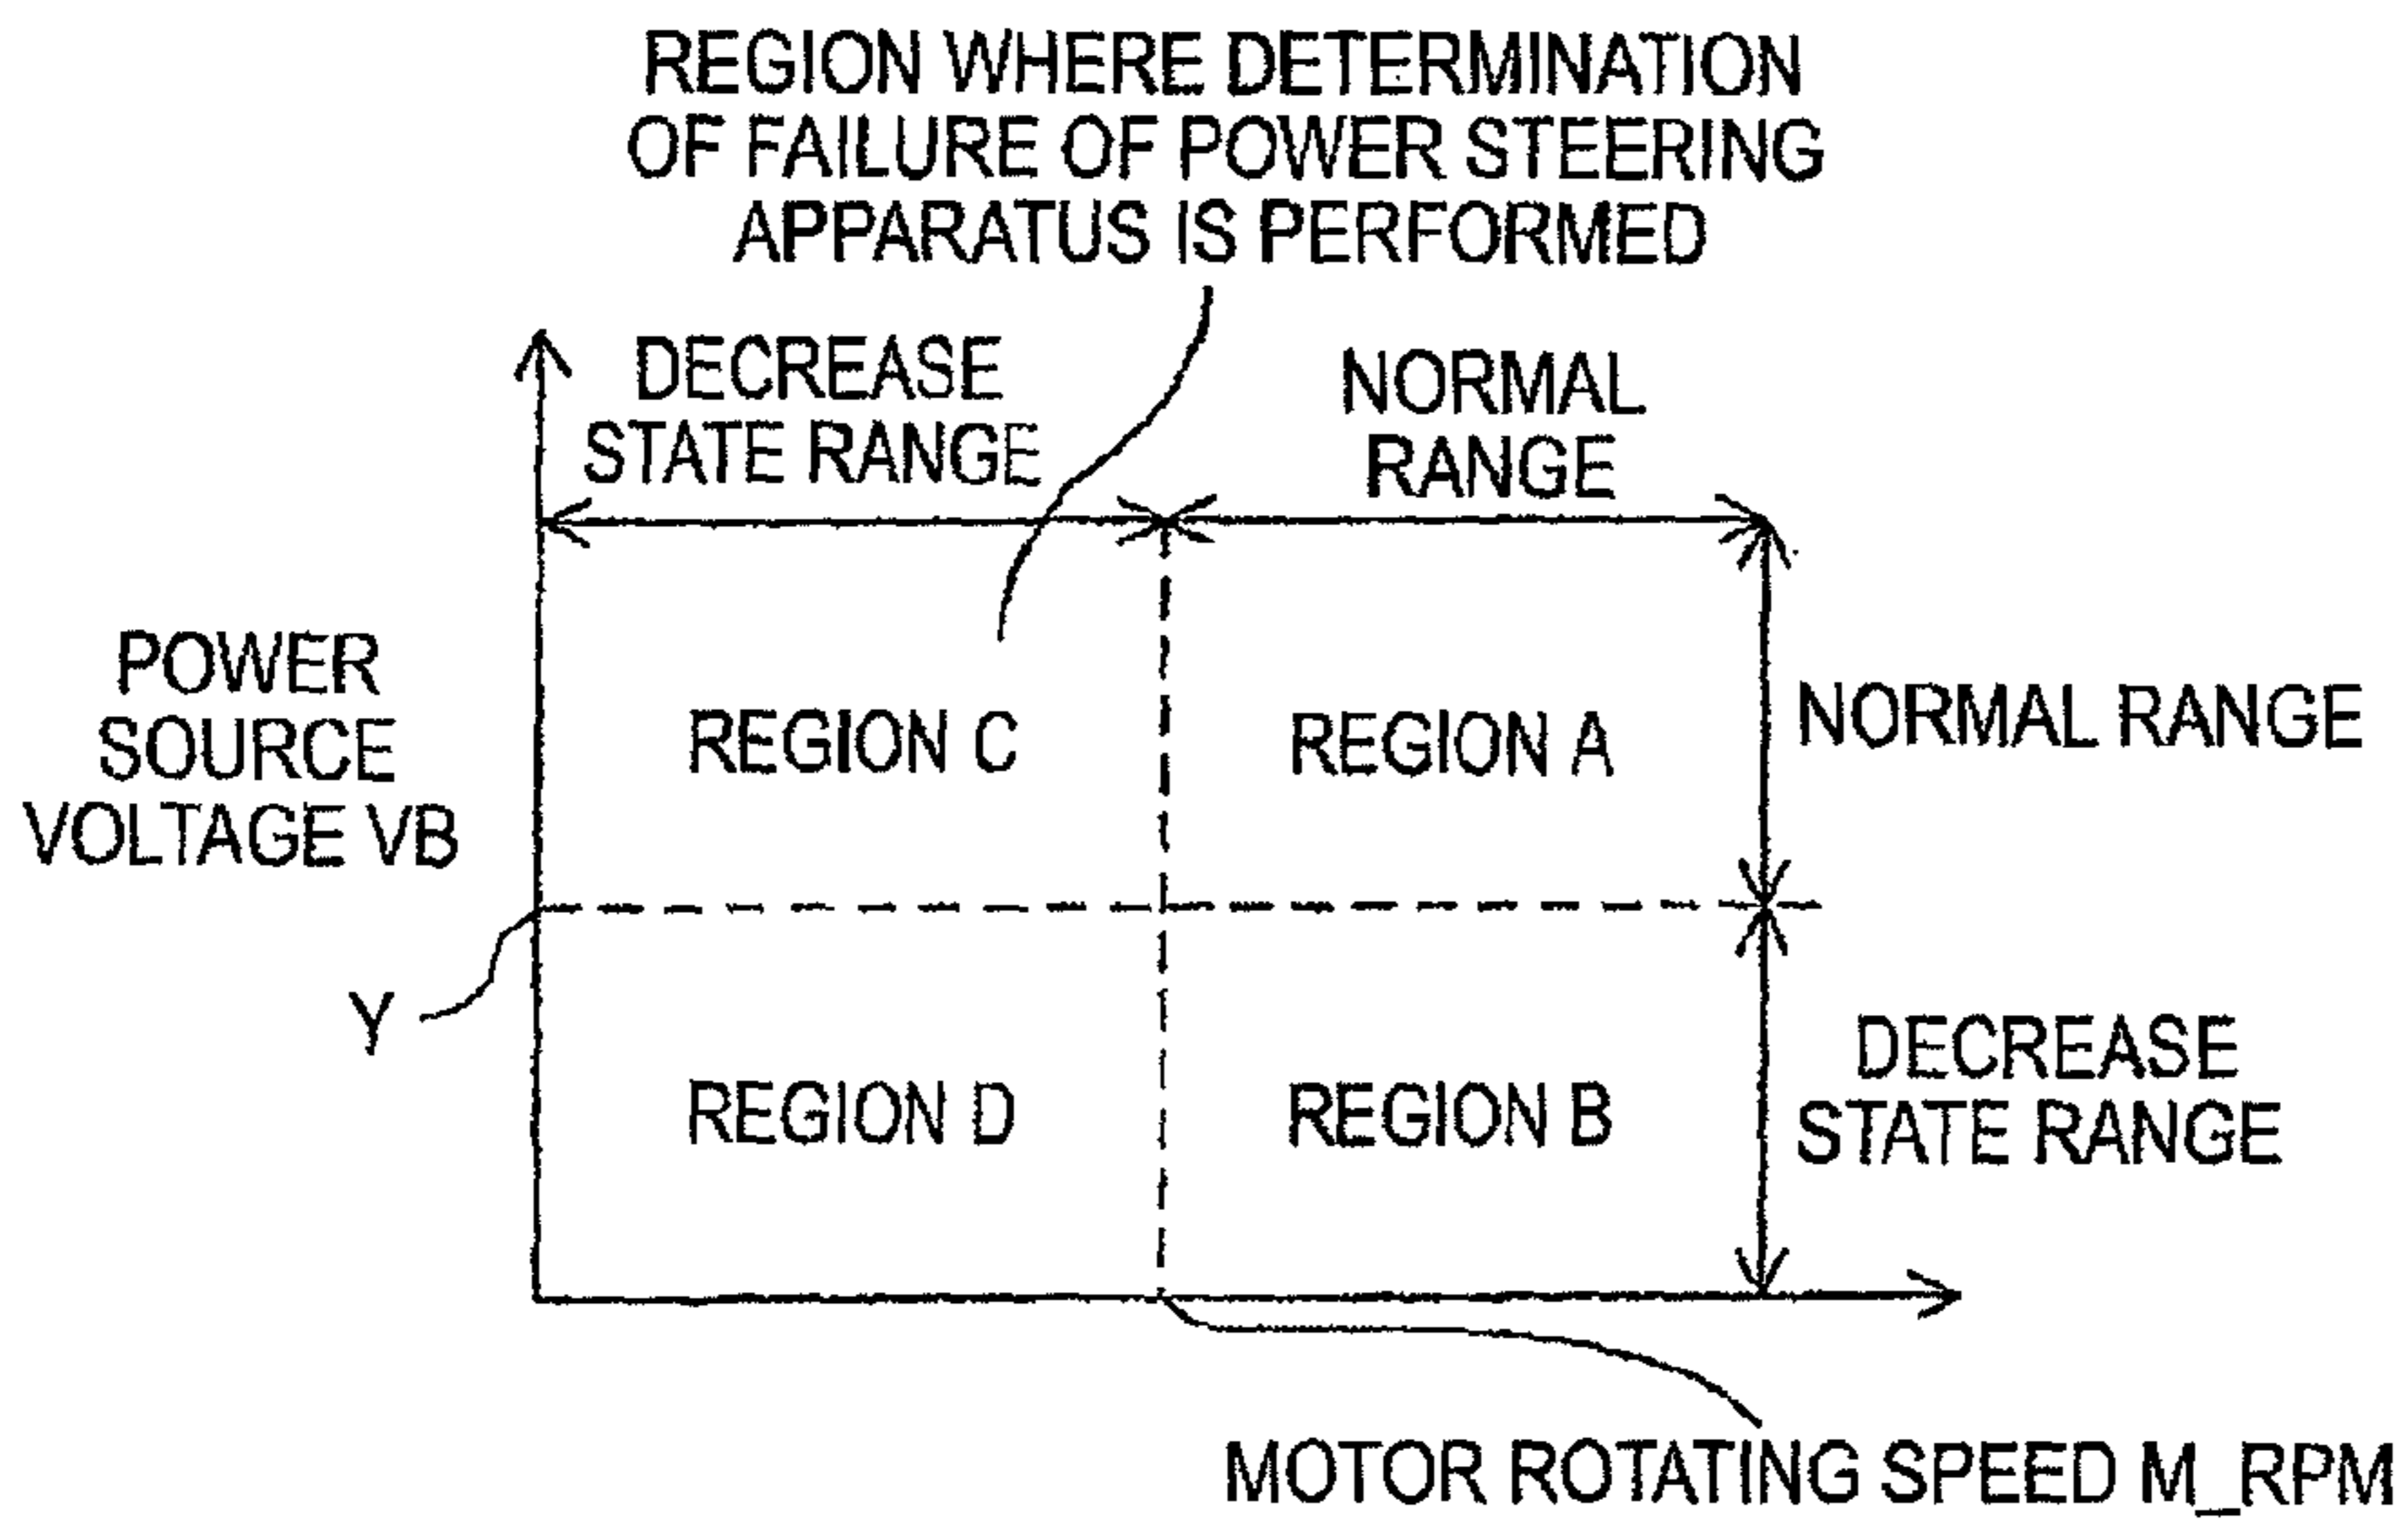 REGION WHERE DETERMINATION
OF FAILURE OF POWER STEERING
APPARATUS IS PERFORMED
DECREASE
STATE RANGE
NORMAL
RANGE
POWER
SOURCE
VOLTAGE VB
REGION C
REGION A
NORMAL RANGE
Y
REGION D
REGION B
DECREASE
STATE RANGE
MOTOR ROTATING SPEED M_RPM